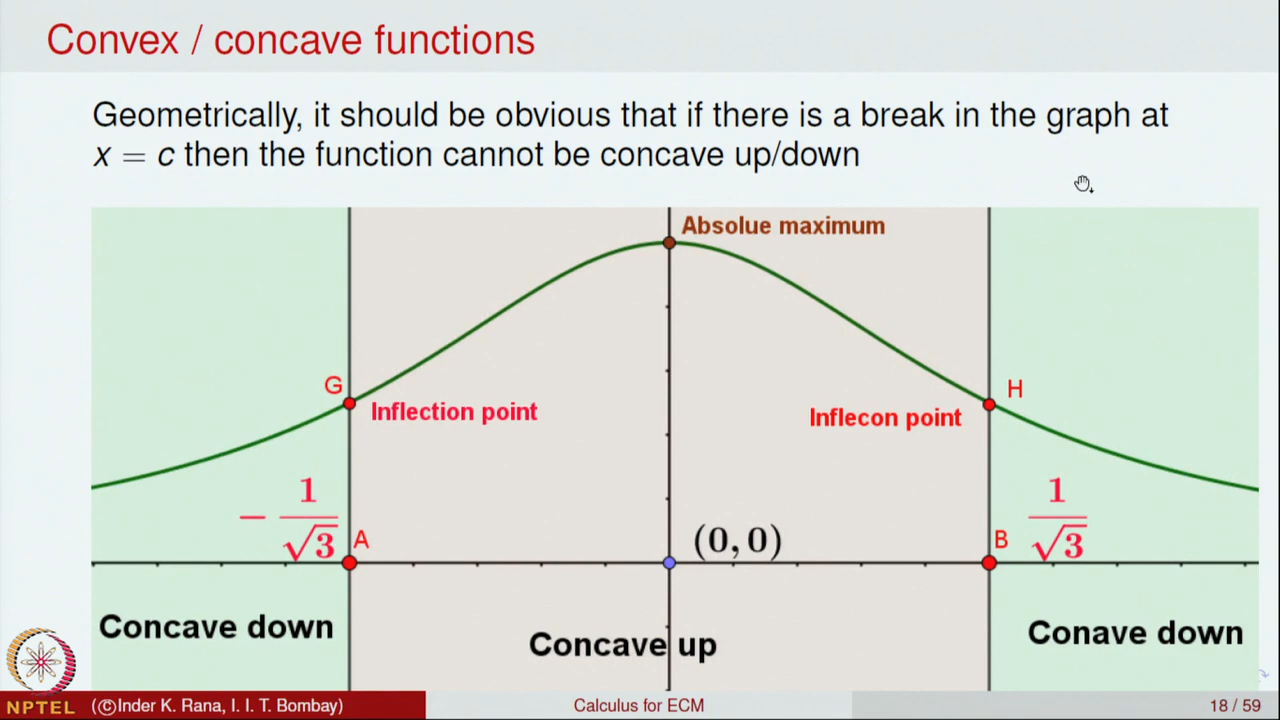 Convex / concave functions
Geometrically, it should be obvious that if there is a break in the graph at
x = c then the function cannot be concave up/down
Absolue maximum
G
H
Inflection point
Inflecon point
− 1/√3
1/√3
A
(0, 0)
B
Concave down
Concave up
Conave down
NPTEL
(©Inder K. Rana, I. I. T. Bombay)
Calculus for ECM
18 / 59